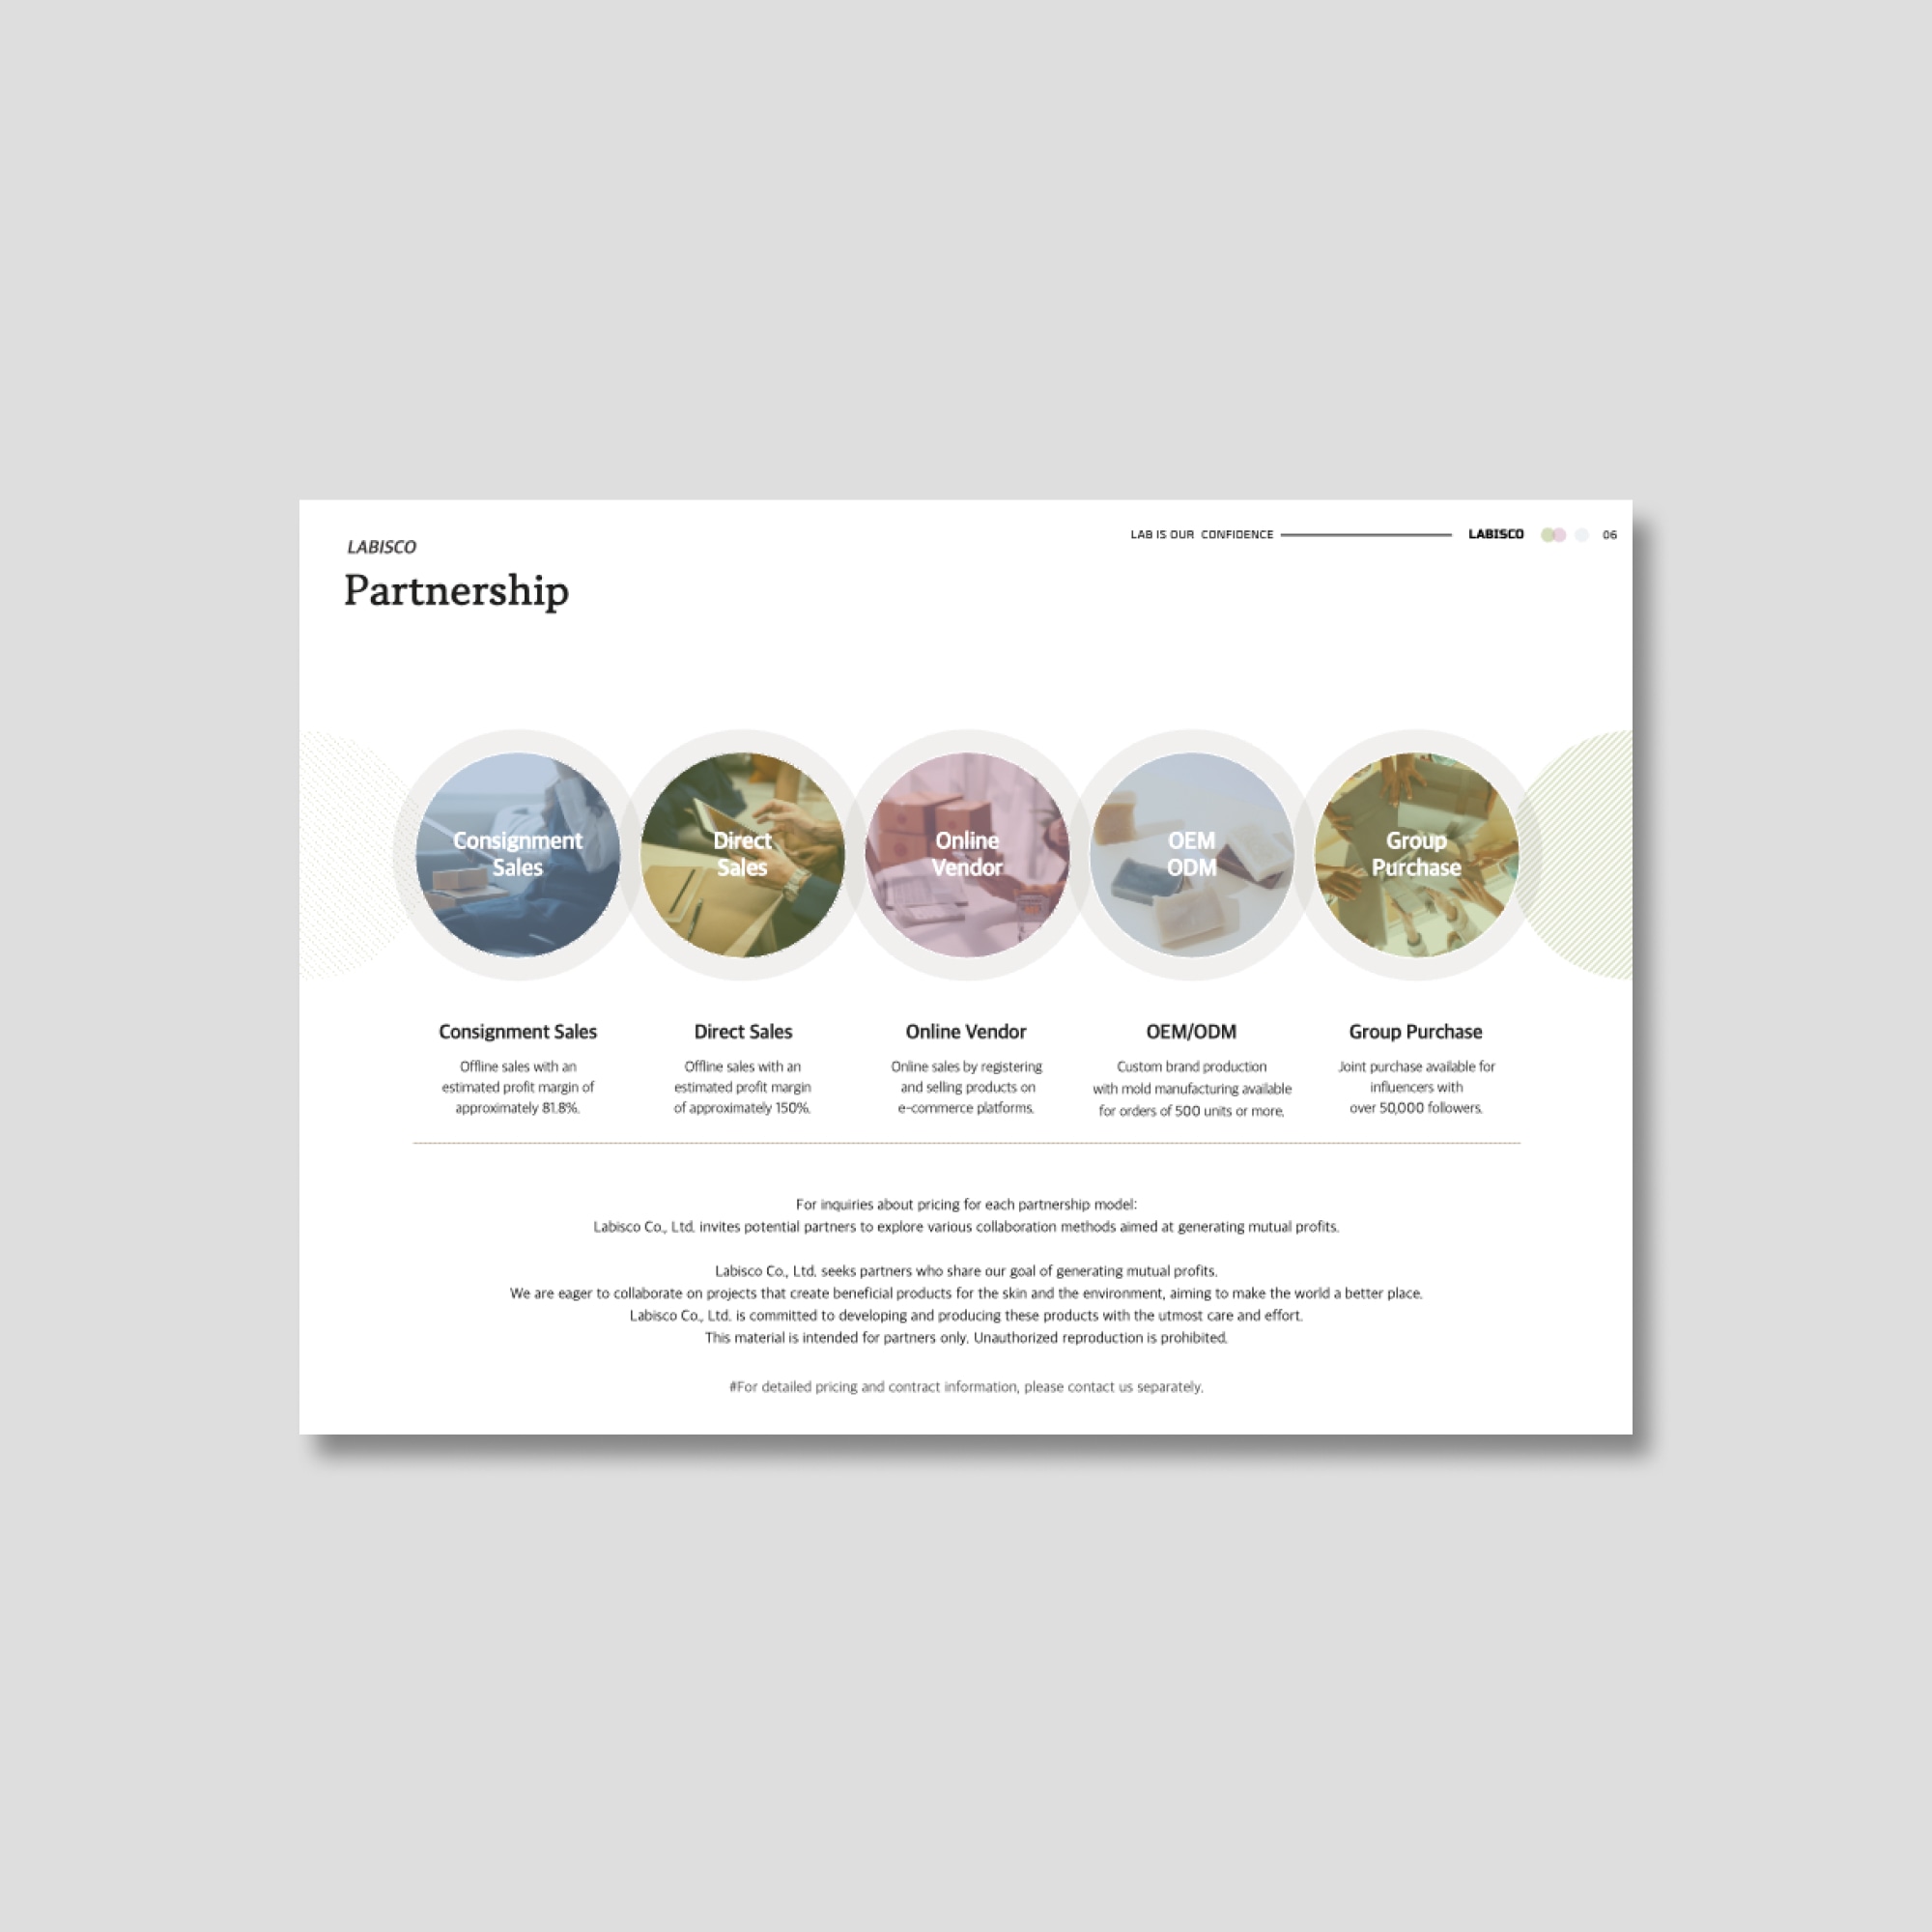 LABISCO
Partnership
LAB IS OUR CONFIDENCE
LABISCO
06
Consignment
Sales
Direct
Sales
Online
Vendor
OEM
ODM
Group
Purchase
Consignment Sales
Offline sales with an
estimated profit margin of
approximately 81.8%.
Direct Sales
Offline sales with an
estimated profit margin
of approximately 150%.
Online Vendor
Online sales by registering
and selling products on
e-commerce platforms.
OEM/ODM
Custom brand production
with mold manufacturing available
for orders of 500 units or more.
Group Purchase
Joint purchase available for
influencers with
over 50,000 followers.
For inquiries about pricing for each partnership model:
Labisco Co., Ltd. invites potential partners to explore various collaboration methods aimed at generating mutual profits.
Labisco Co., Ltd. seeks partners who share our goal of generating mutual profits.
We are eager to collaborate on projects that create beneficial products for the skin and the environment, aiming to make the world a better place.
Labisco Co., Ltd. is committed to developing and producing these products with the utmost care and effort.
This material is intended for partners only. Unauthorized reproduction is prohibited.
#For detailed pricing and contract information, please contact us separately.